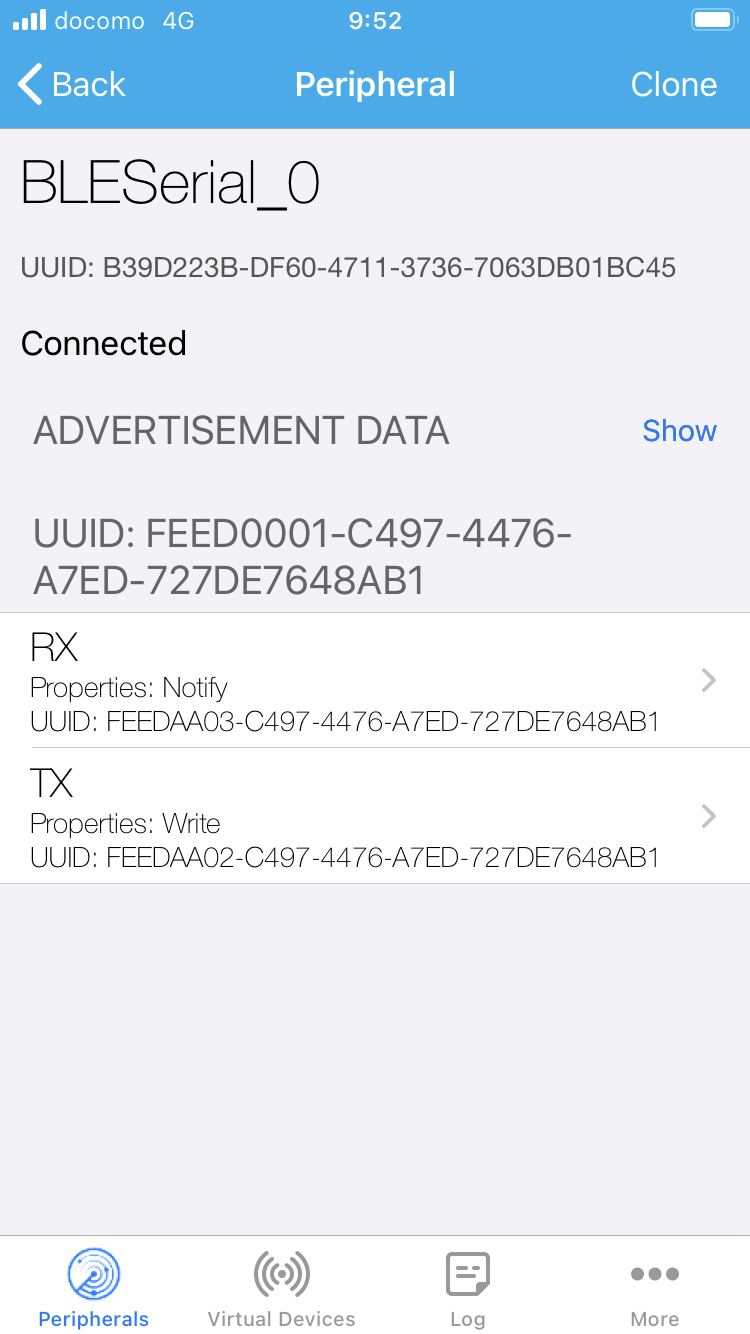 docomo 4G 9:52
Back Peripheral Clone
BLESerial_0
UUID: B39D223B-DF60-4711-3736-7063DB01BC45
Connected
ADVERTISEMENT DATA Show
UUID: FEED0001-C497-4476-
A7ED-727DE7648AB1
RX
Properties: Notify
UUID: FEEDAA03-C497-4476-A7ED-727DE7648AB1
TX
Properties: Write
UUID: FEEDAA02-C497-4476-A7ED-727DE7648AB1
Peripherals Virtual Devices Log More